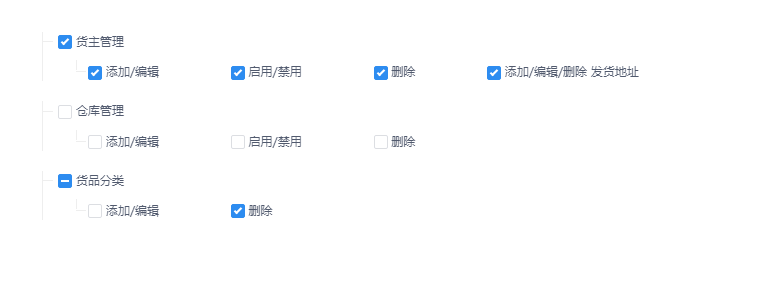 货主管理
添加/编辑 启用/禁用 删除 添加/编辑/删除 发货地址
仓库管理
添加/编辑 启用/禁用 删除
货品分类
添加/编辑 删除